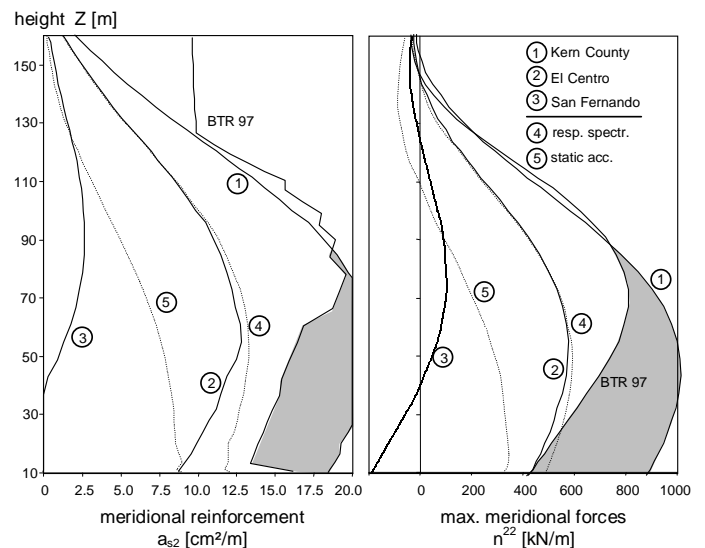 height Z [m]
150
130
110
90
70
50
30
10
BTR 97
1
5
4
3
2
0
2.5
5.0
7.5
10.0
12.5
15.0
17.5
20.0
meridional reinforcement
as2 [cm²/m]
1 Kern County
2 El Centro
3 San Fernando
4 resp. spectr.
5 static acc.
1
5
4
3
2
BTR 97
0
200
400
600
800
1000
max. meridional forces
n²² [kN/m]